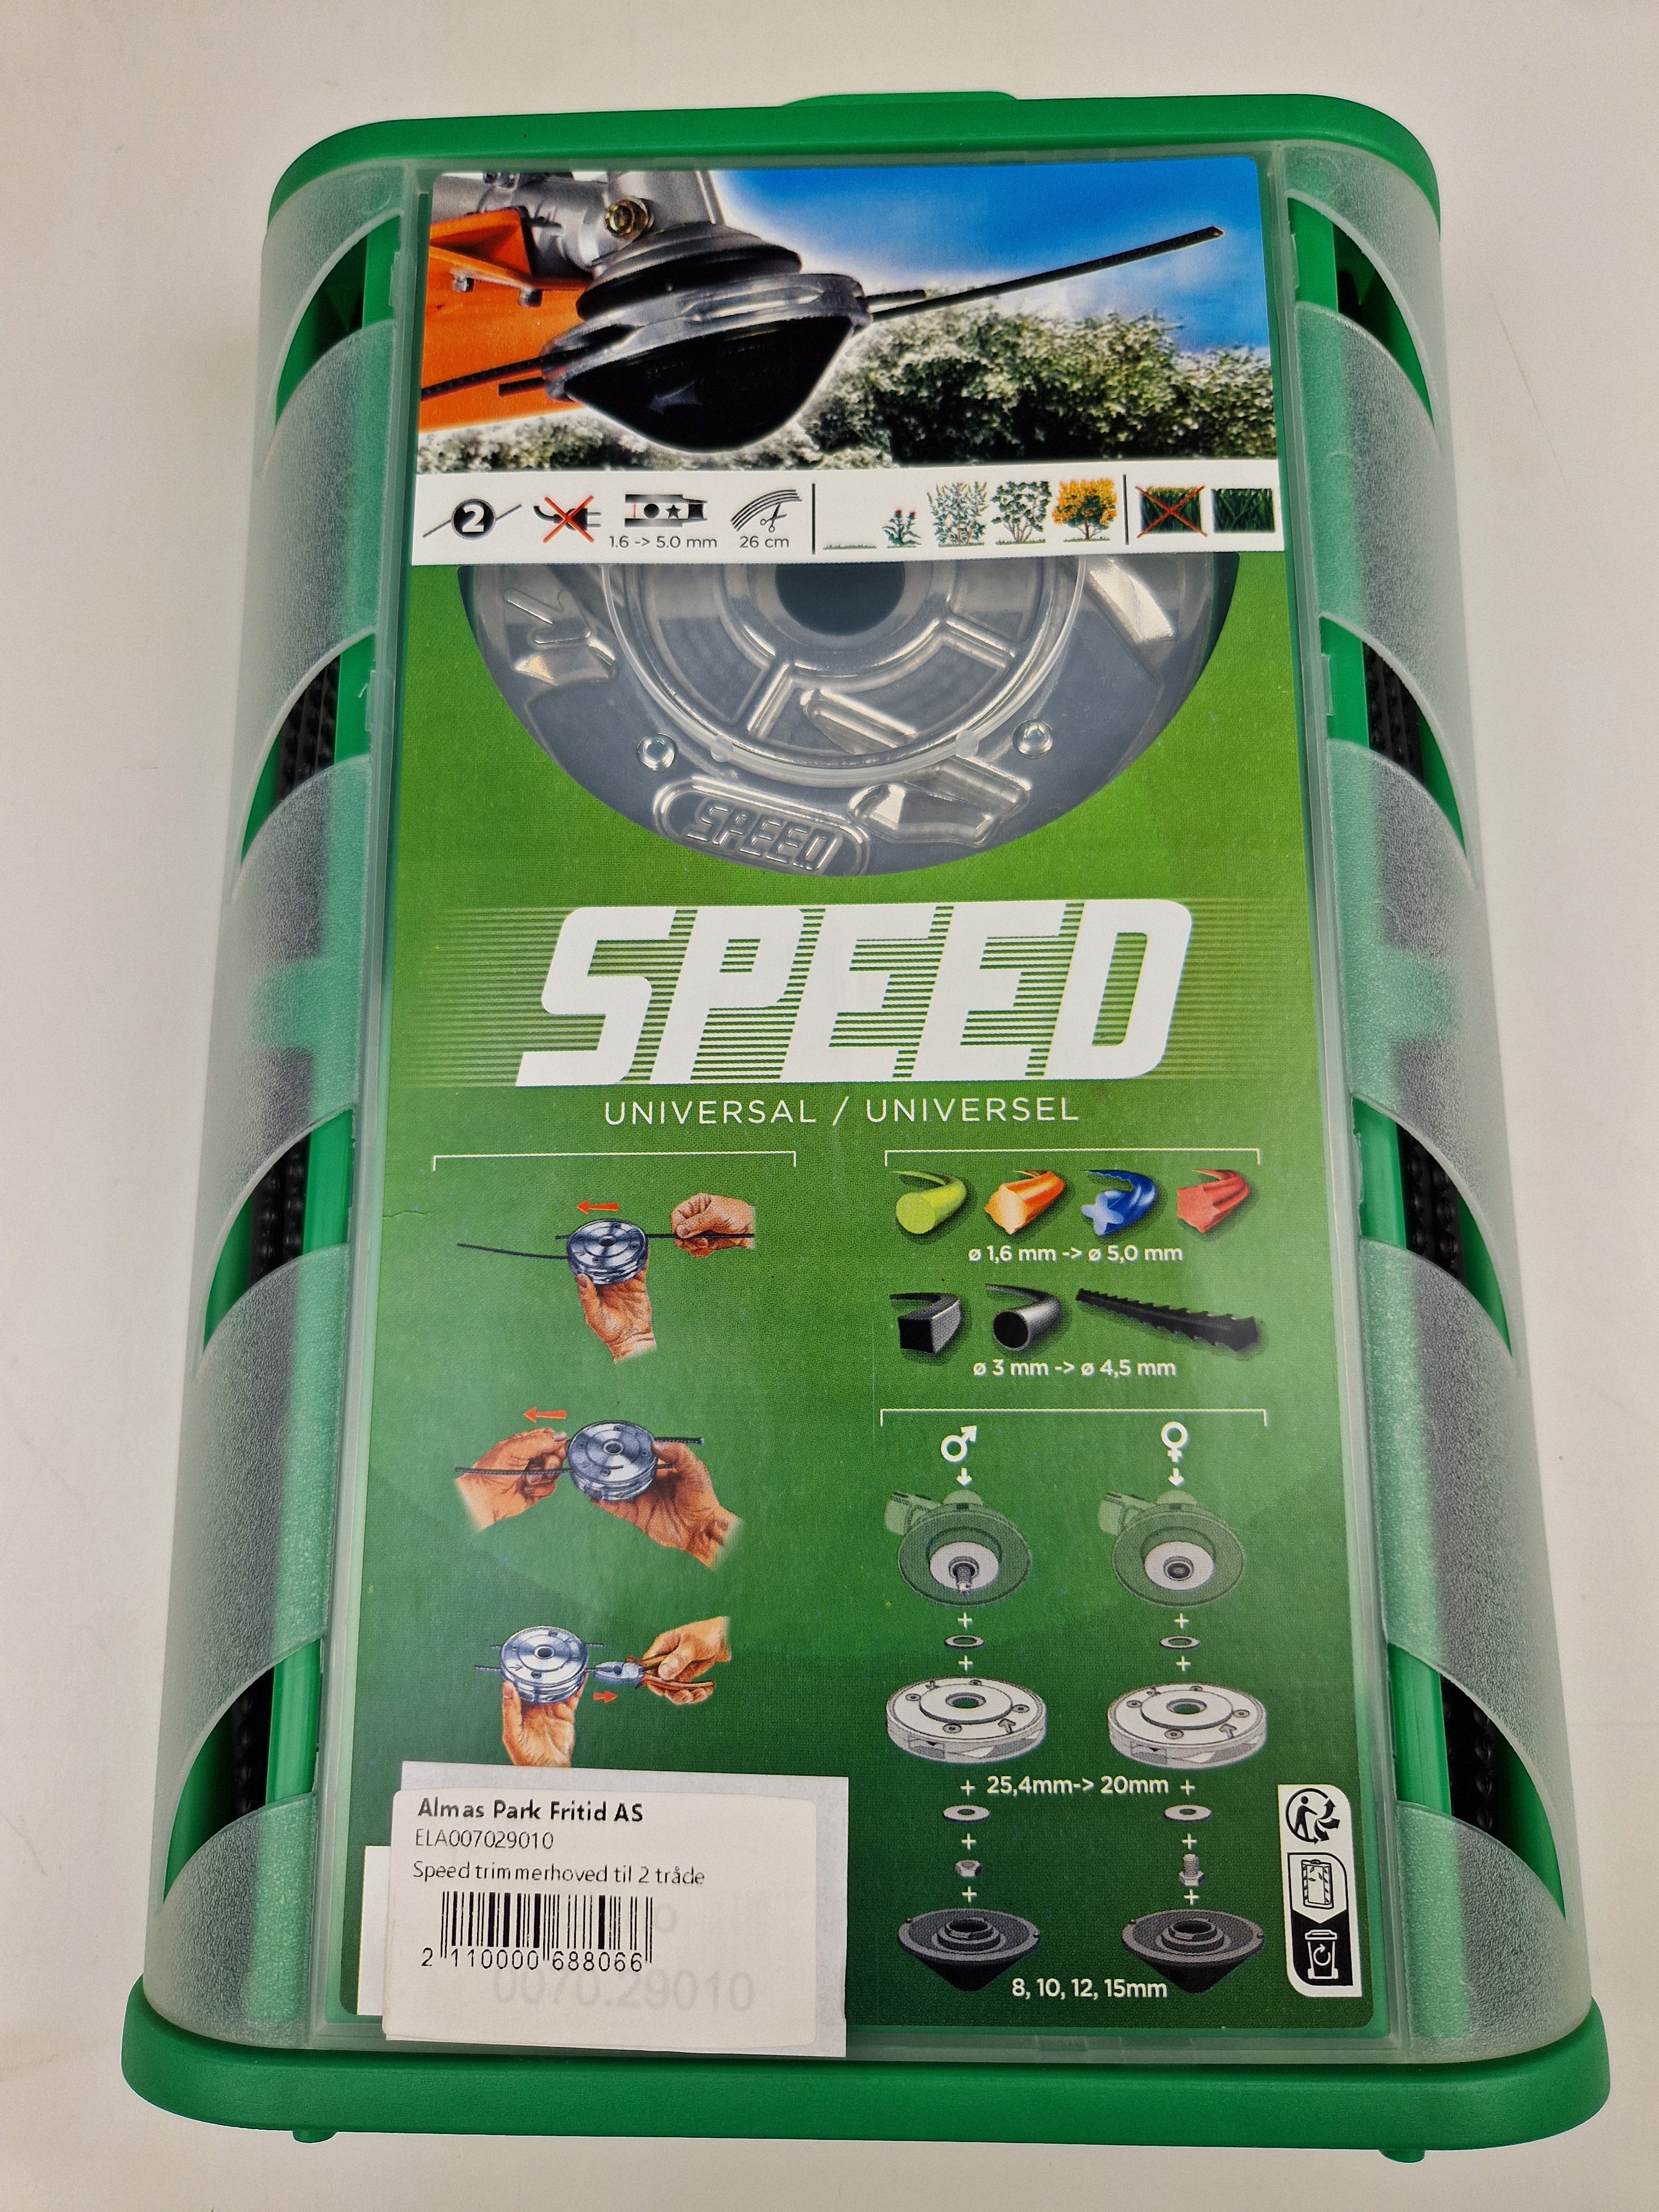 2
1.6 -> 5.0 mm
26 cm
SPEED
SPEED
UNIVERSAL / UNIVERSEL
ø 1,6 mm -> ø 5,0 mm
ø 3 mm -> ø 4,5 mm
+
+
+
+
+ 25,4mm-> 20mm +
+
+
+
+
8, 10, 12, 15mm
Almas Park Fritid AS
ELA007029010
Speed trimmerhoved til 2 tråde
2 110000 688066
0070.29010